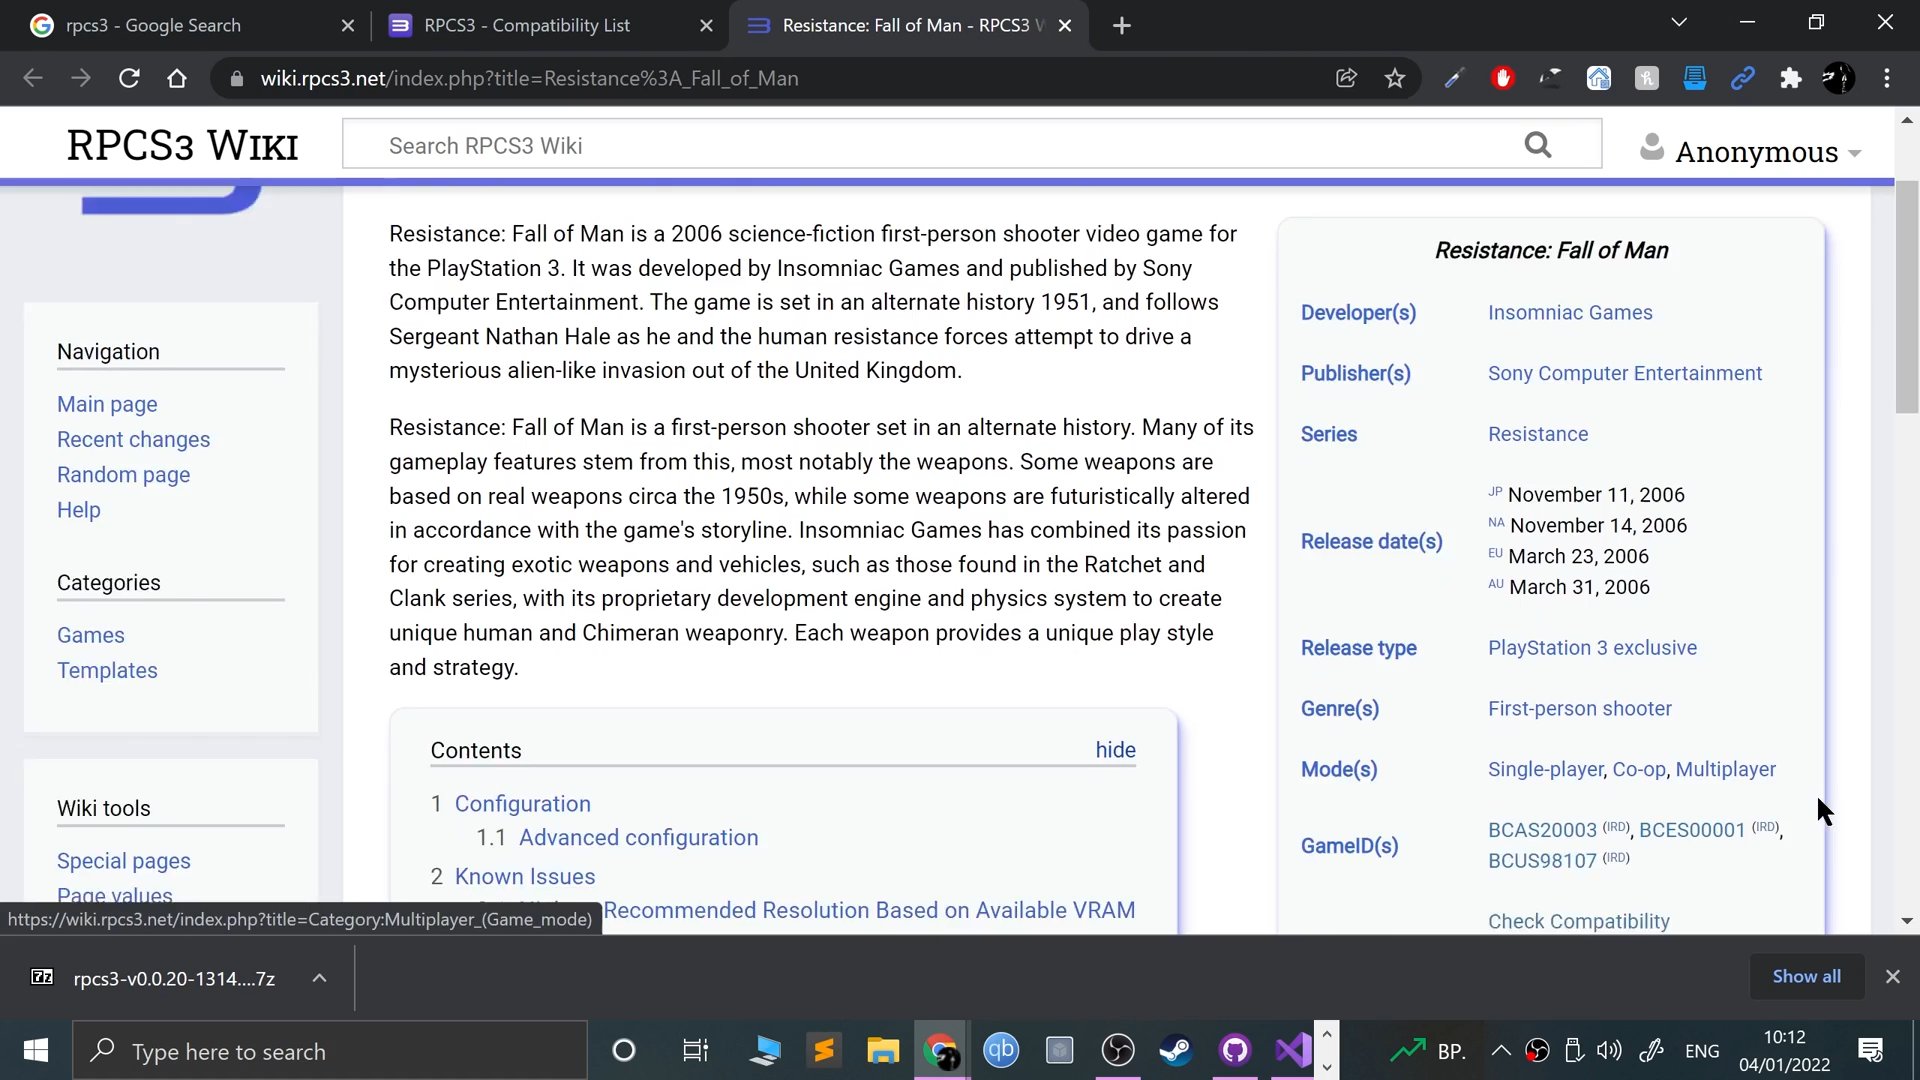 rpcs3 - Google Search
RPCS3 - Compatibility List
Resistance: Fall of Man - RPCS3
wiki.rpcs3.net/index.php?title=Resistance%3A_Fall_of_Man
RPCS3 WIKI
Search RPCS3 Wiki
Anonymous
Navigation
Main page
Recent changes
Random page
Help
Categories
Games
Templates
Wiki tools
Special pages
Page values
Resistance: Fall of Man is a 2006 science-fiction first-person shooter video game for
the PlayStation 3. It was developed by Insomniac Games and published by Sony
Computer Entertainment. The game is set in an alternate history 1951, and follows
Sergeant Nathan Hale as he and the human resistance forces attempt to drive a
mysterious alien-like invasion out of the United Kingdom.
Resistance: Fall of Man is a first-person shooter set in an alternate history. Many of its
gameplay features stem from this, most notably the weapons. Some weapons are
based on real weapons circa the 1950s, while some weapons are futuristically altered
in accordance with the game's storyline. Insomniac Games has combined its passion
for creating exotic weapons and vehicles, such as those found in the Ratchet and
Clank series, with its proprietary development engine and physics system to create
unique human and Chimeran weaponry. Each weapon provides a unique play style
and strategy.
Contents hide
1 Configuration
1.1 Advanced configuration
2 Known Issues
Recommended Resolution Based on Available VRAM
Resistance: Fall of Man
Developer(s) Insomniac Games
Publisher(s) Sony Computer Entertainment
Series Resistance
Release date(s)
JP November 11, 2006
NA November 14, 2006
EU March 23, 2006
AU March 31, 2006
Release type PlayStation 3 exclusive
Genre(s) First-person shooter
Mode(s) Single-player, Co-op, Multiplayer
GameID(s)
BCAS20003 (IRD), BCES00001 (IRD),
BCUS98107 (IRD)
Check Compatibility
https://wiki.rpcs3.net/index.php?title=Category:Multiplayer_(Game_mode)
7z rpcs3-v0.0.20-1314....7z
Show all
Type here to search
qb
BP.
ENG
10:12
04/01/2022